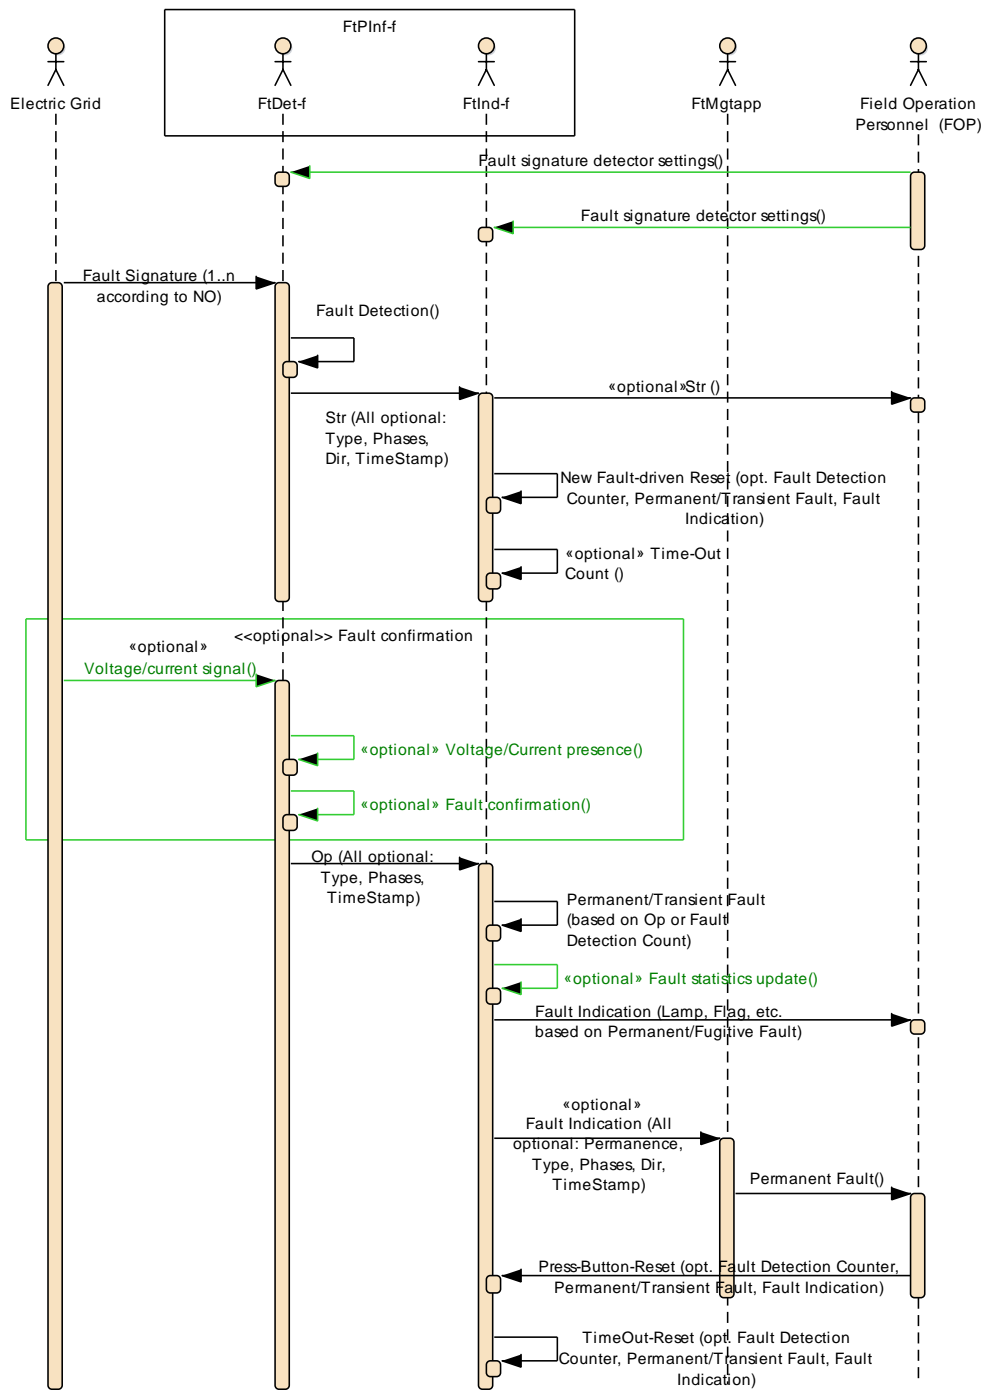 FtPInf-f
Electric Grid
FtDet-f
FtInd-f
FtMgtapp
Field Operation
Personnel (FOP)
Fault signature detector settings()
Fault signature detector settings()
Fault Signature (1..n
according to NO)
Fault Detection()
«optional»Str ()
Str (All optional:
Type, Phases,
Dir, TimeStamp)
New Fault-driven Reset (opt. Fault Detection
Counter, Permanent/Transient Fault, Fault
Indication)
«optional» Time-Out
Count ()
<<optional>> Fault confirmation
«optional»
Voltage/current signal()
«optional» Voltage/Current presence()
«optional» Fault confirmation()
Op (All optional:
Type, Phases,
TimeStamp)
Permanent/Transient Fault
(based on Op or Fault
Detection Count)
«optional» Fault statistics update()
Fault Indication (Lamp, Flag, etc.
based on Permanent/Fugitive Fault)
«optional»
Fault Indication (All
optional: Permanence,
Type, Phases, Dir,
TimeStamp)
Permanent Fault()
Press-Button-Reset (opt. Fault Detection Counter,
Permanent/Transient Fault, Fault Indication)
TimeOut-Reset (opt. Fault Detection
Counter, Permanent/Transient Fault, Fault
Indication)